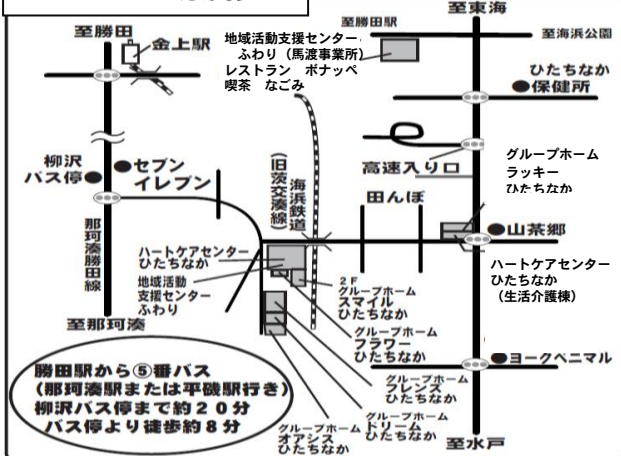 至勝田
金上駅
地域活動支援センター
ふわり(馬渡事業所)
レストラン ボナッペ
喫茶 なごみ
至勝田駅
至東海
至海浜公園
ひたちなか
●保健所
高速入り口
グループホーム
ラッキー
ひたちなか
柳沢
バス停●
●セブン
イレブン
海浜鉄道
(旧茨交湊線)
田んぼ
●山茶郷
那珂湊勝田線
ハートケアセンター
ひたちなか
地域活動
支援センター
ふわり
2F
グループホーム
スマイル
ひたちなか
ハートケアセンター
ひたちなか
(生活介護棟)
至那珂湊
グループホーム
フラワー
ひたちなか
●ヨークベニマル
グループホーム
フレンズ
ひたちなか
グループホーム
ドリーム
ひたちなか
グループホーム
オアシス
ひたちなか
至水戸
勝田駅から⑤番バス
(那珂湊駅または平磯駅行き)
柳沢バス停まで約20分
バス停より徒歩約8分